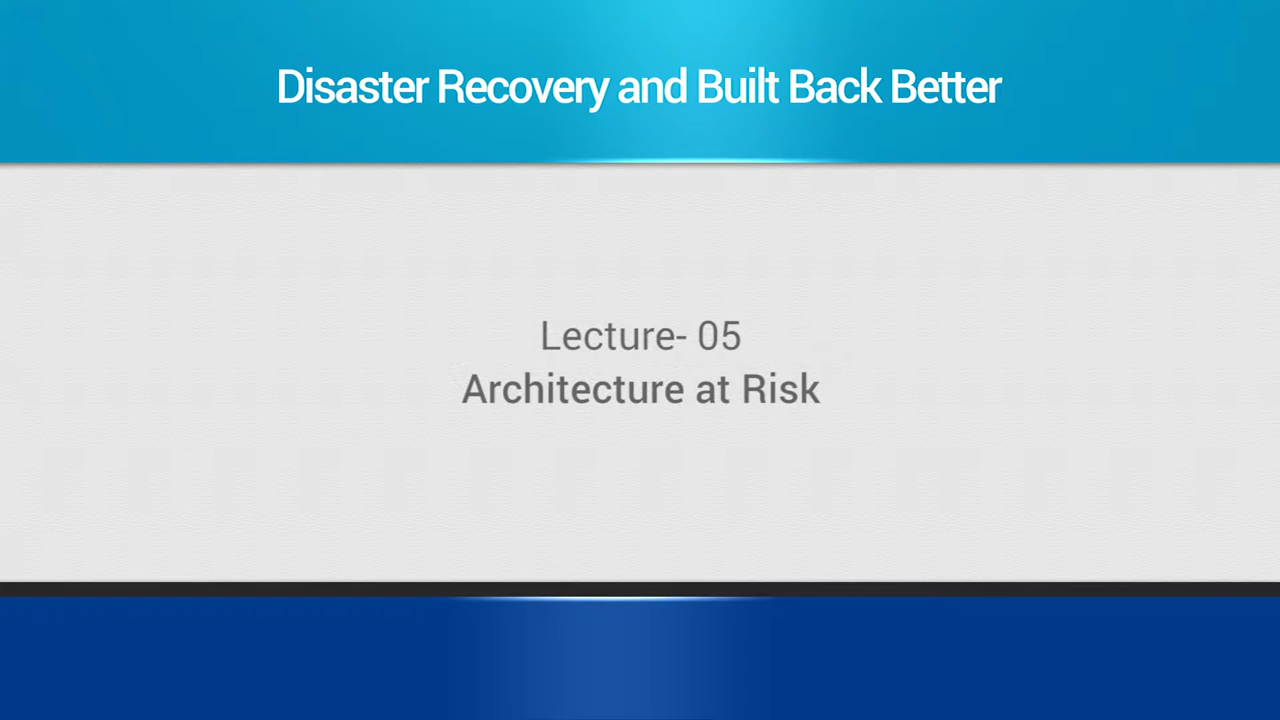 Disaster Recovery and Built Back Better
Lecture- 05
Architecture at Risk